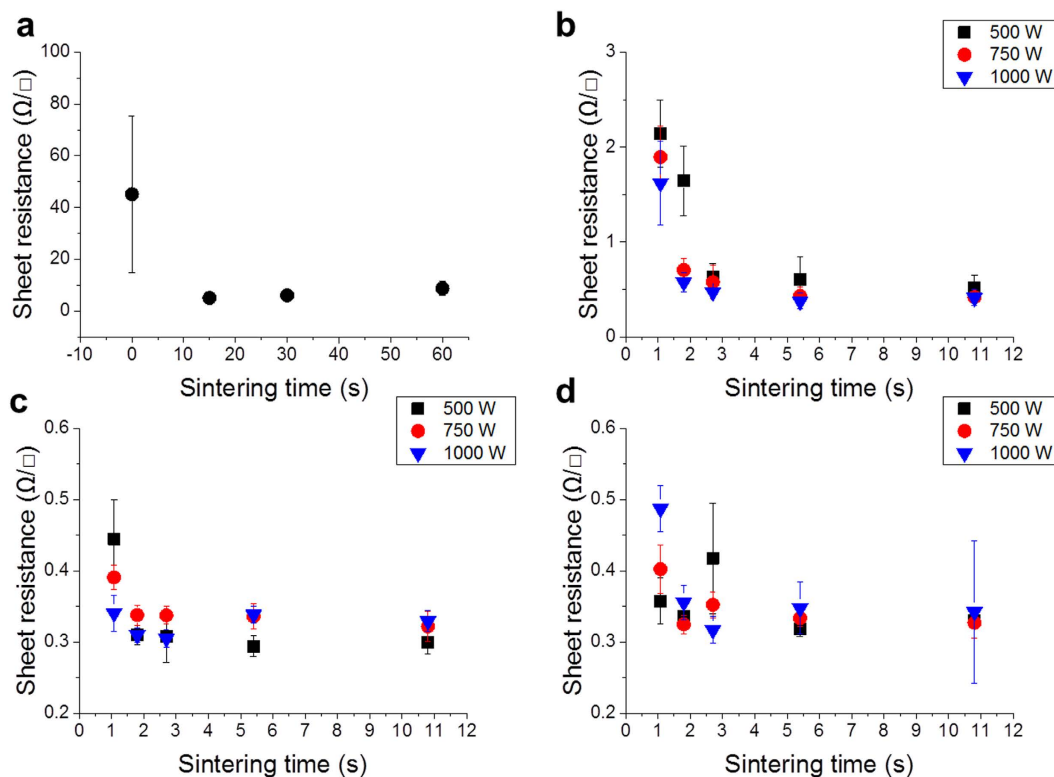 a
100
80
60
40
20
0
Sheet resistance (Ω/□)
-10 0 10 20 30 40 50 60
Sintering time (s)
b
500 W
750 W
1000 W
3
2
1
0
Sheet resistance (Ω/□)
0 1 2 3 4 5 6 7 8 9 10 11 12
Sintering time (s)
c
500 W
750 W
1000 W
0.6
0.5
0.4
0.3
0.2
Sheet resistance (Ω/□)
0 1 2 3 4 5 6 7 8 9 10 11 12
Sintering time (s)
d
500 W
750 W
1000 W
0.6
0.5
0.4
0.3
0.2
Sheet resistance (Ω/□)
0 1 2 3 4 5 6 7 8 9 10 11 12
Sintering time (s)